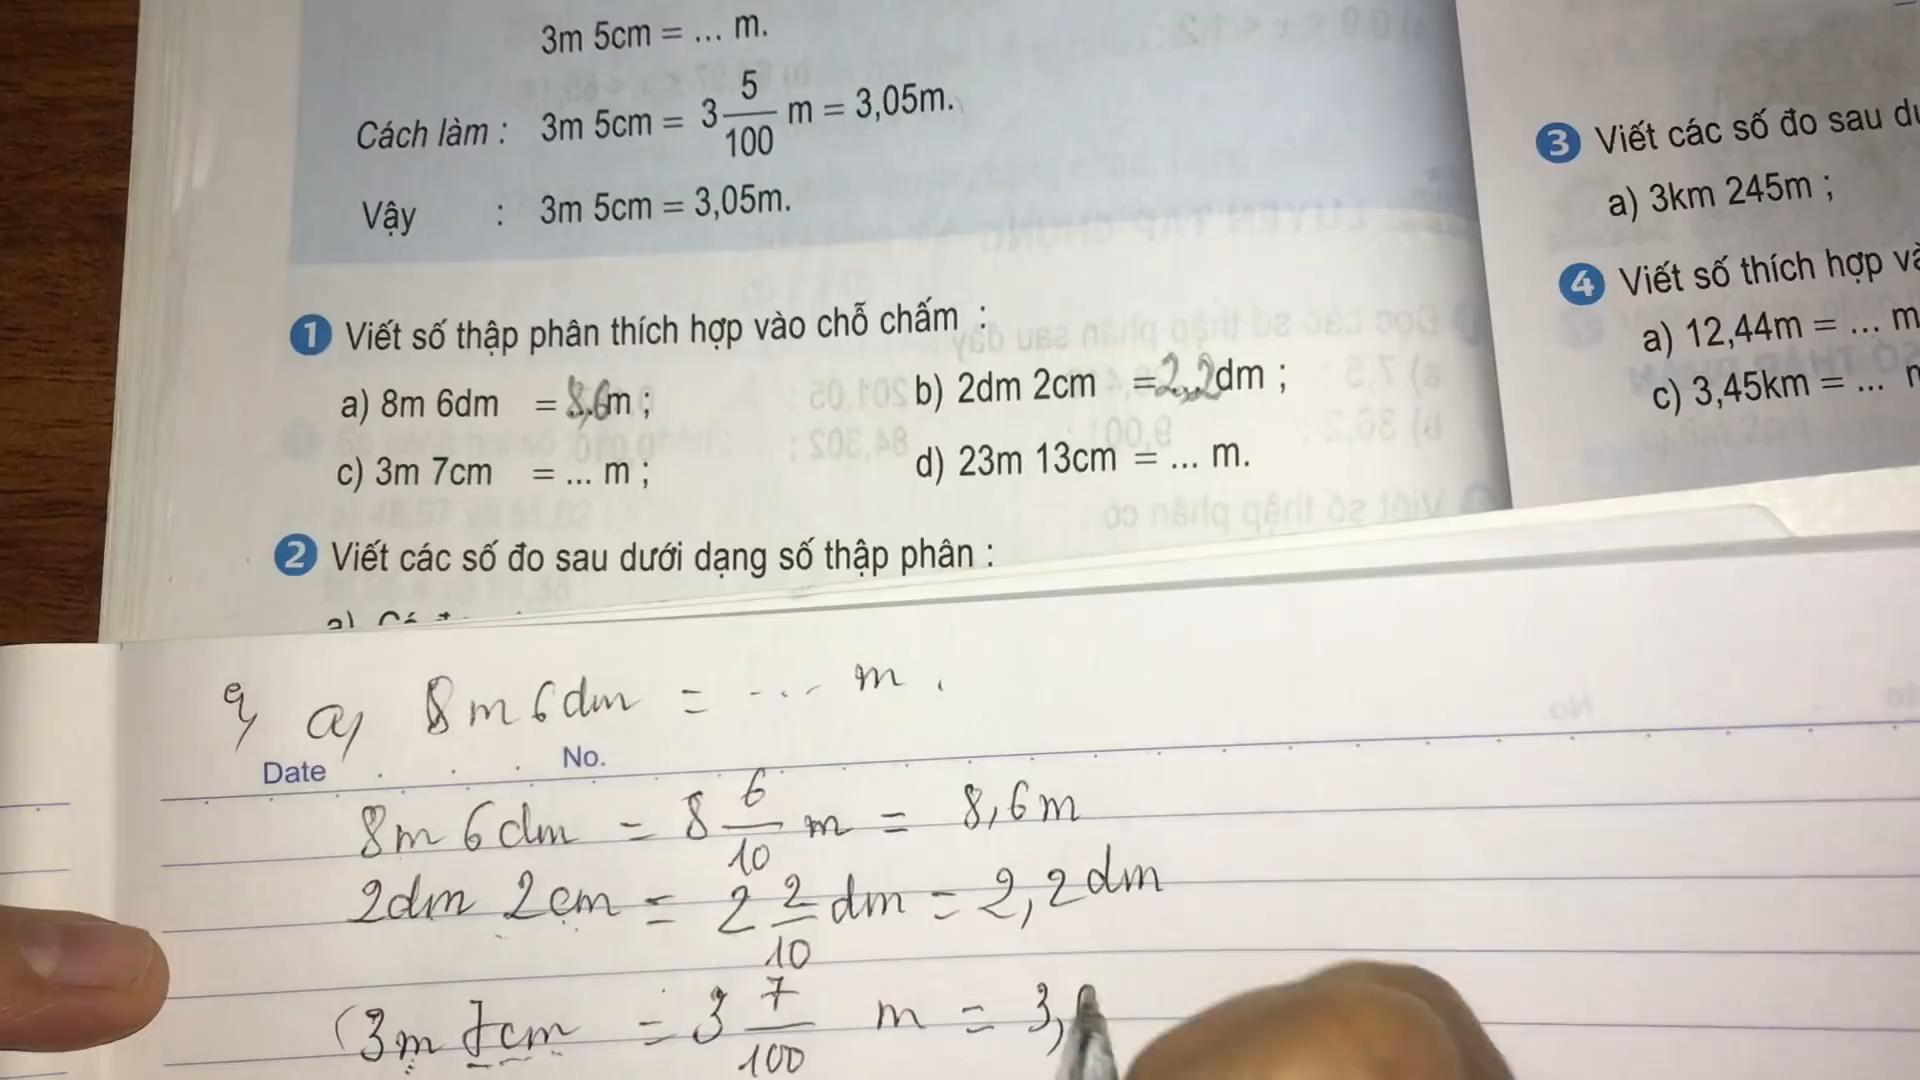 3m 5cm = ... m.
Cách làm : 3m 5cm = 3 5/100 m = 3,05m.
Vậy : 3m 5cm = 3,05m.
1 Viết số thập phân thích hợp vào chỗ chấm :
a) 8m 6dm = 8,6m ;
b) 2dm 2cm = 2,2dm ;
c) 3m 7cm = ... m ;
d) 23m 13cm = ... m.
2 Viết các số đo sau dưới dạng số thập phân :
3 Viết các số đo sau
a) 3km 245m ;
4 Viết số thích hợp
a) 12,44m = ... m
c) 3,45km = ...
a) 8m 6dm = ... m.
Date No.
8m 6dm = 8 6/10 m = 8,6m
2dm 2cm = 2 2/10 dm = 2,2dm
3m 7cm = 3 7/100 m = 3,